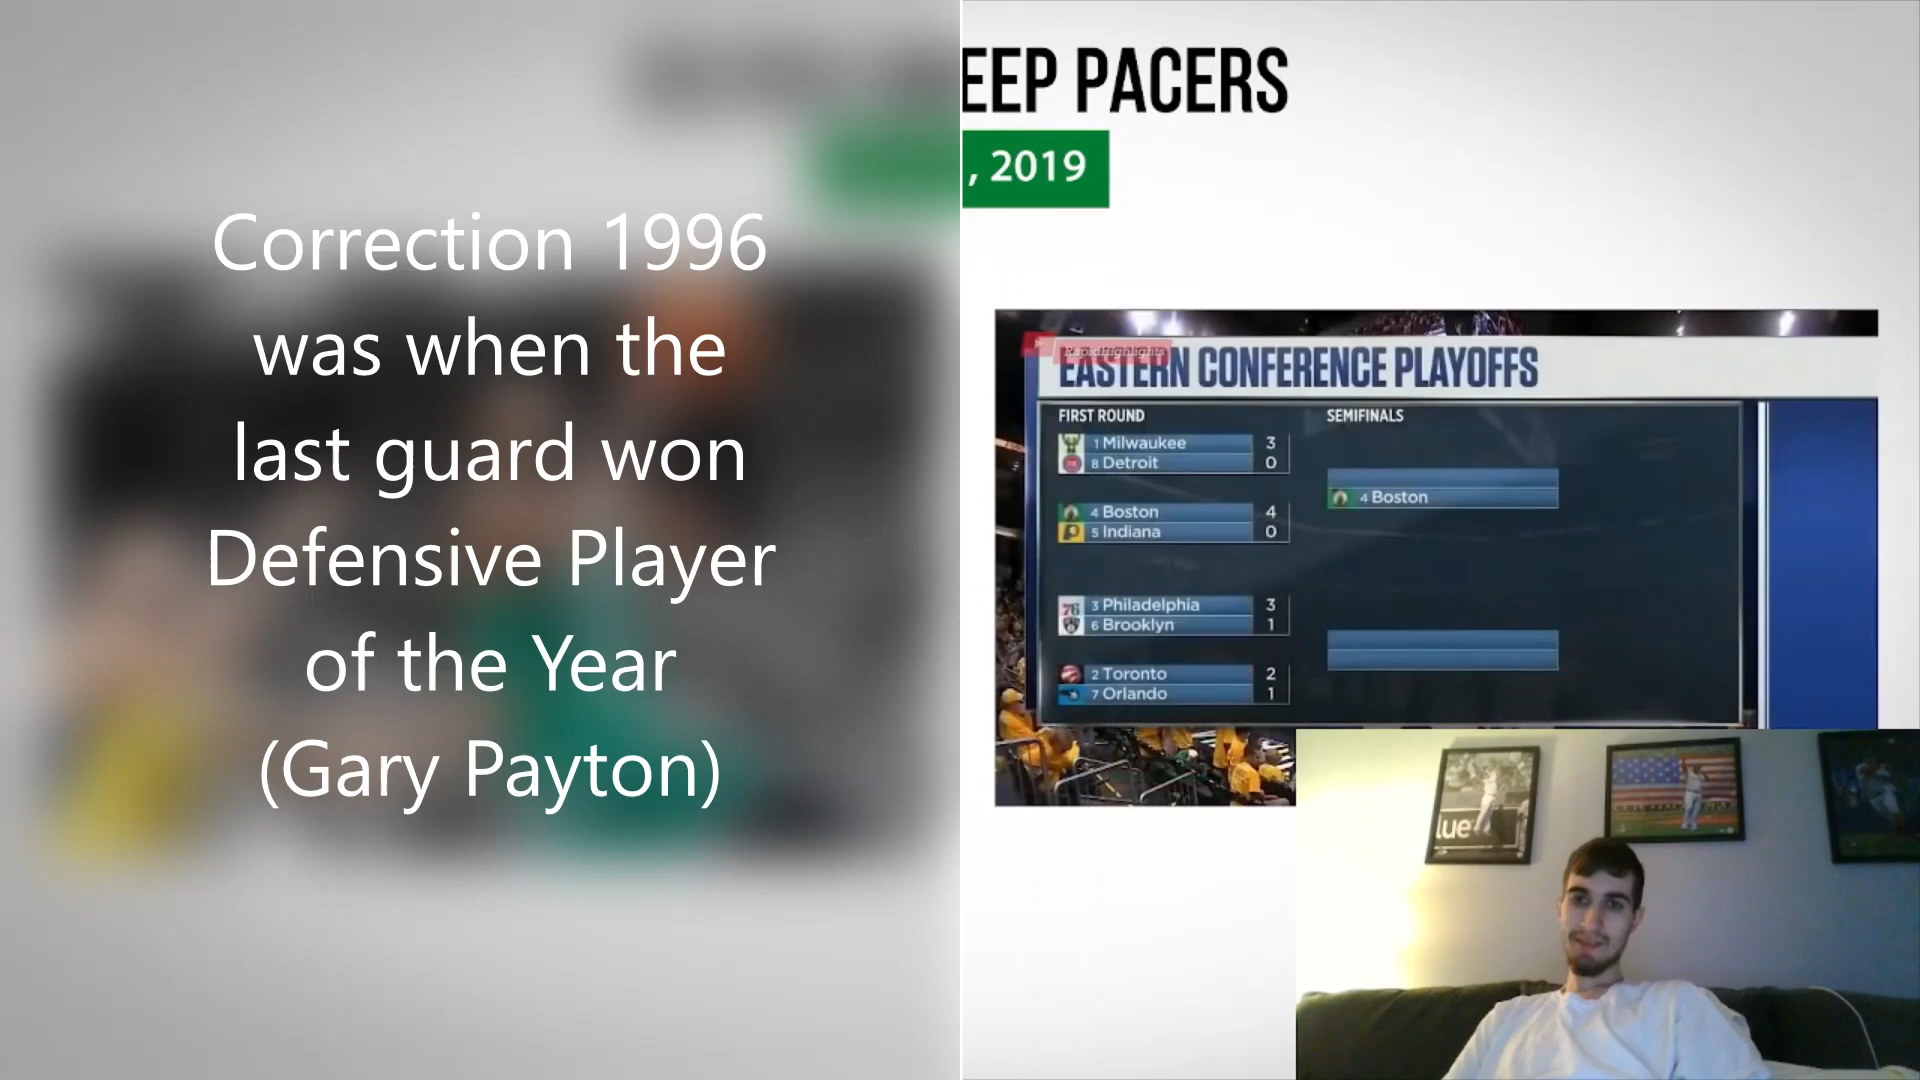 Correction 1996
was when the
last guard won
Defensive Player
of the Year
(Gary Payton)
EEP PACERS
, 2019
EASTERN CONFERENCE PLAYOFFS
FIRST ROUND
1 Milwaukee 3
8 Detroit 0
4 Boston 4
5 Indiana 0
3 Philadelphia 3
6 Brooklyn 1
2 Toronto 2
7 Orlando 1
SEMIFINALS
4 Boston
76
lue